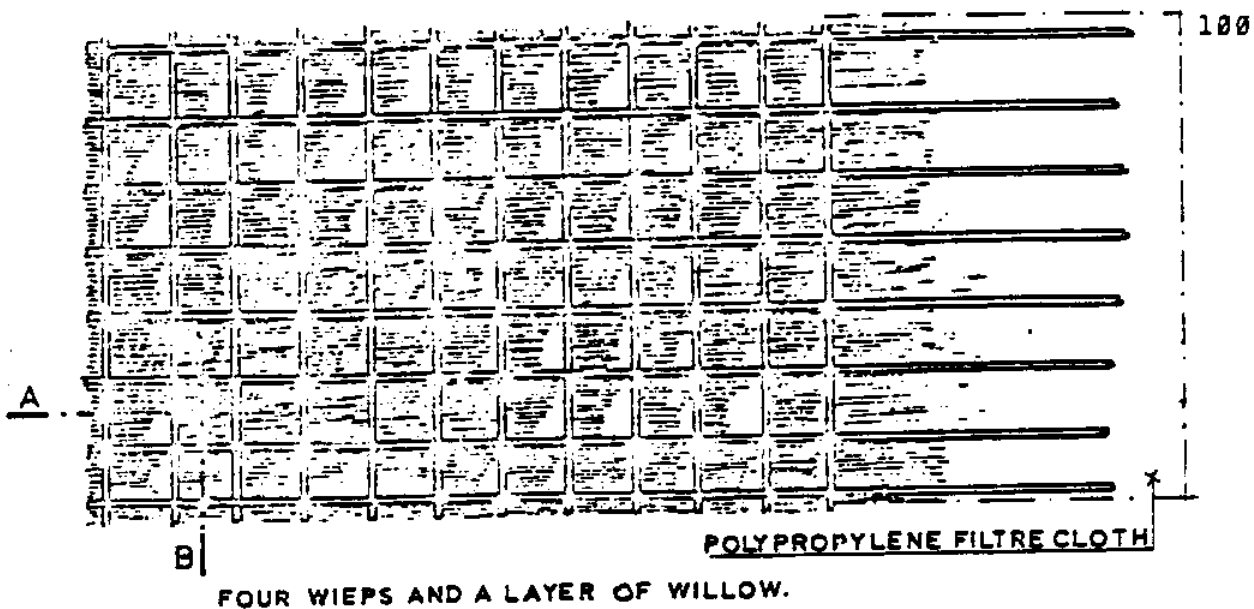 100
A
B
POLYPROPYLENE FILTRE CLOTH
FOUR WIEPS AND A LAYER OF WILLOW.